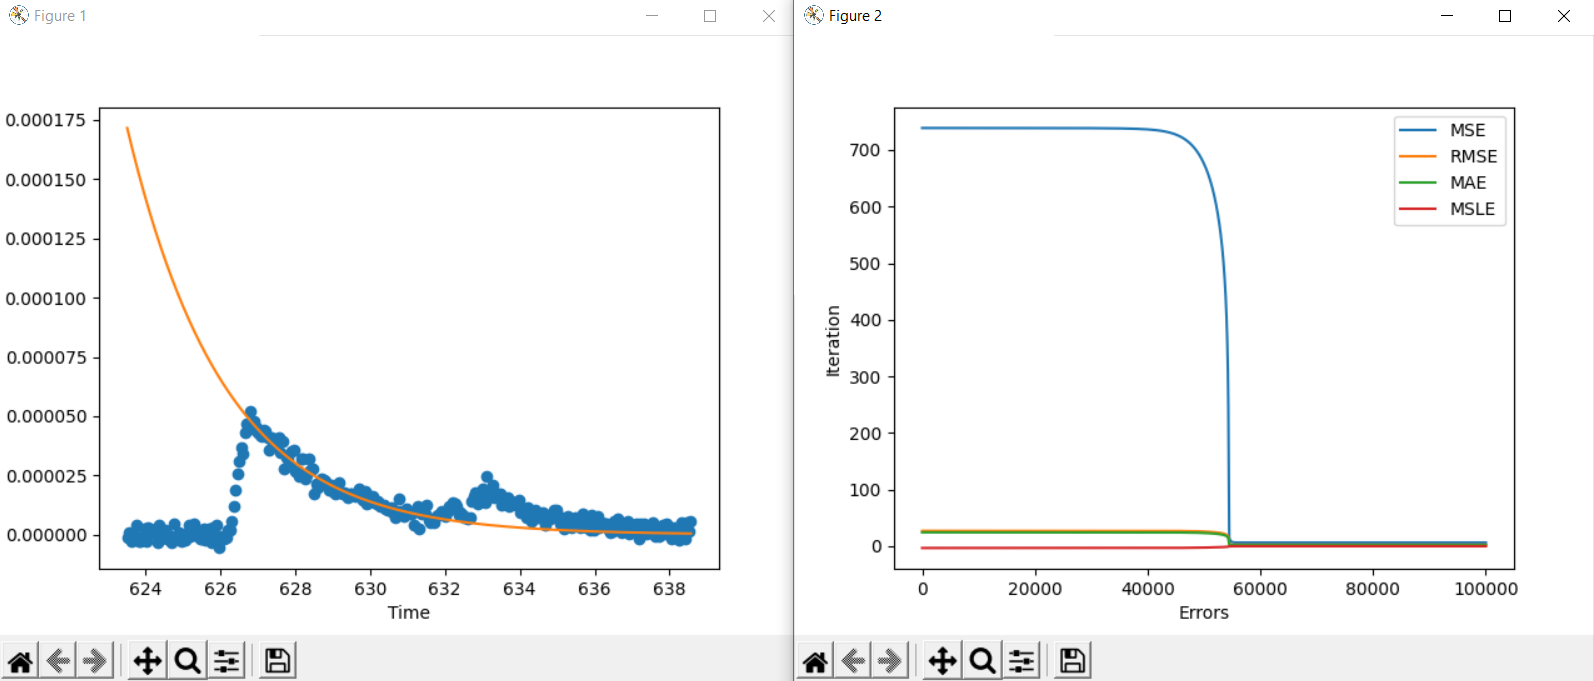 Figure 1
0.000175
0.000150
0.000125
0.000100
0.000075
0.000050
0.000025
0.000000
624 626 628 630 632 634 636 638
Time
Figure 2
MSE
RMSE
MAE
MSLE
700
600
500
400
300
200
100
0
Iteration
0 20000 40000 60000 80000 100000
Errors